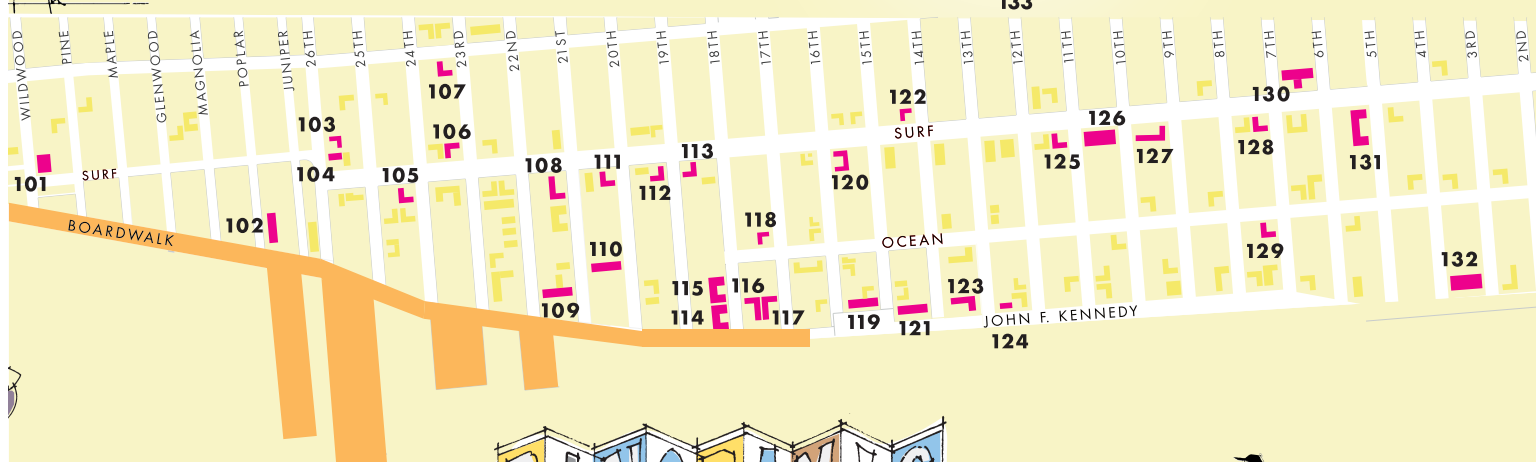 133
WILDWOOD
PINE
MAPLE
GLENWOOD
MAGNOLIA
POPLAR
JUNIPER
26TH
25TH
24TH
23RD
22ND
21ST
20TH
19TH
18TH
17TH
16TH
15TH
14TH
13TH
12TH
11TH
10TH
9TH
8TH
7TH
6TH
5TH
4TH
3RD
2ND
107
130
122
103
106
SURF
126
125
127
128
131
101
SURF
104
105
108
111
112
113
120
102
BOARDWALK
118
OCEAN
110
129
132
115
116
109
114
117
119
121
123
JOHN F. KENNEDY
124